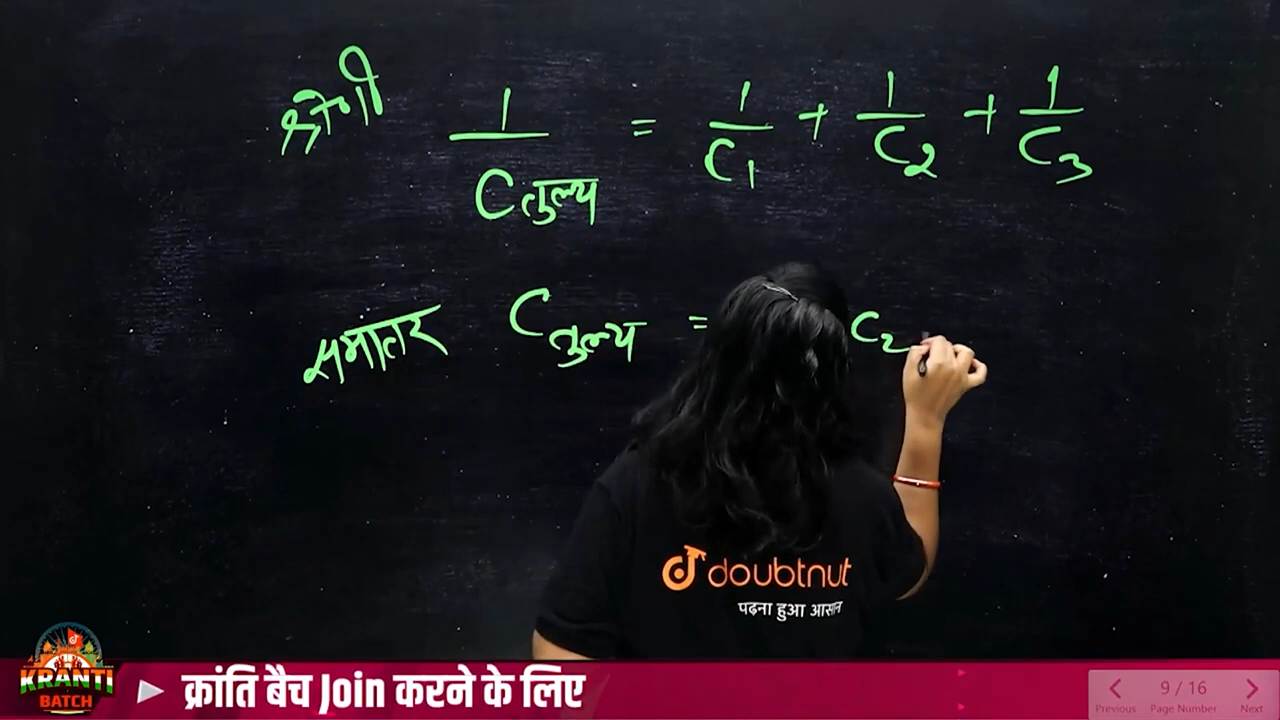 श्रेणी 1/C तुल्य = 1/C1 + 1/C2 + 1/C3
समांतर C तुल्य = C2
doubtnut
पढ़ना हुआ आसान
KRANTI
BATCH
क्रांति बैच Join करने के लिए
9 / 16
Previous Page Number Next